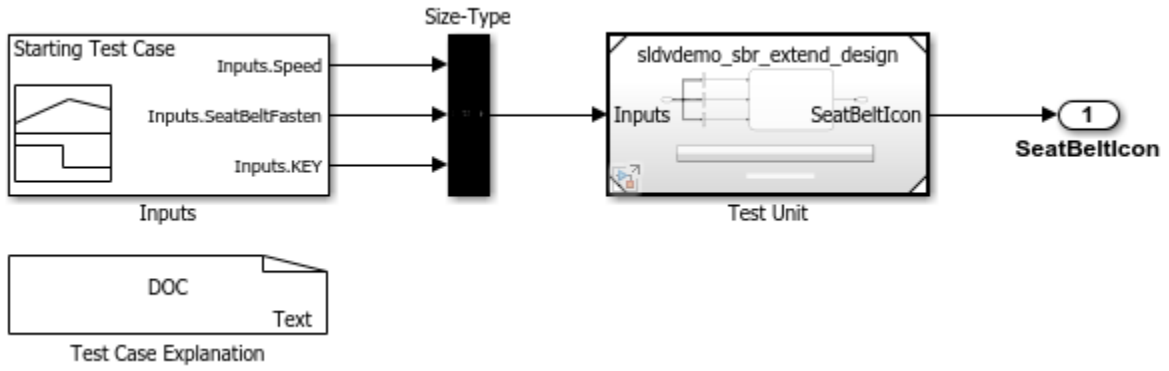 Size-Type
Starting Test Case
Inputs.Speed
Inputs.SeatBeltFasten
Inputs.KEY
Inputs
sldvdemo_sbr_extend_design
Inputs
SeatBeltIcon
Test Unit
1
SeatBeltIcon
DOC
Text
Test Case Explanation